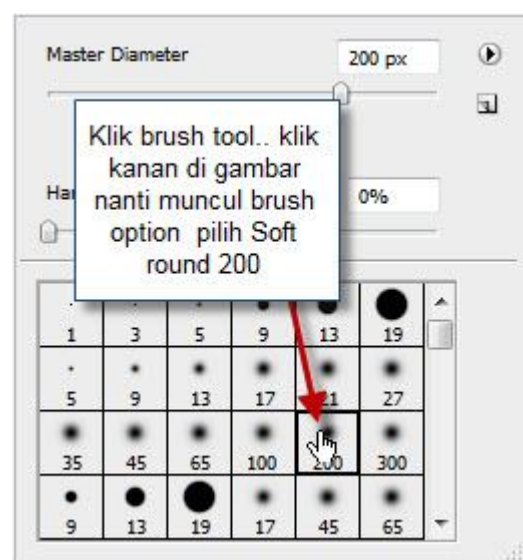 Master Diameter 200 px
Klik brush tool.. klik
kanan di gambar
nanti muncul brush
option pilih Soft
round 200
Har 0%
1 3 5 9 13 19
5 9 13 17 21 27
35 45 65 100 200 300
9 13 19 17 45 65